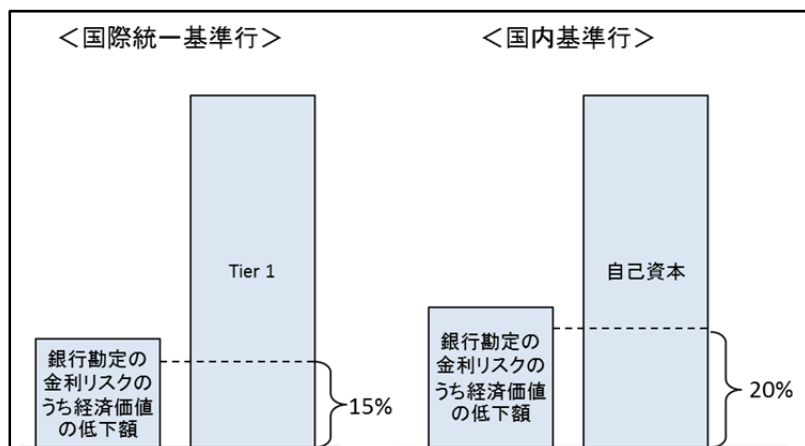 ＜国際統一基準行＞
Tier 1
銀行勘定の
金利リスクの
うち経済価値
の低下額
15%
＜国内基準行＞
自己資本
銀行勘定の
金利リスクの
うち経済価値
の低下額
20%